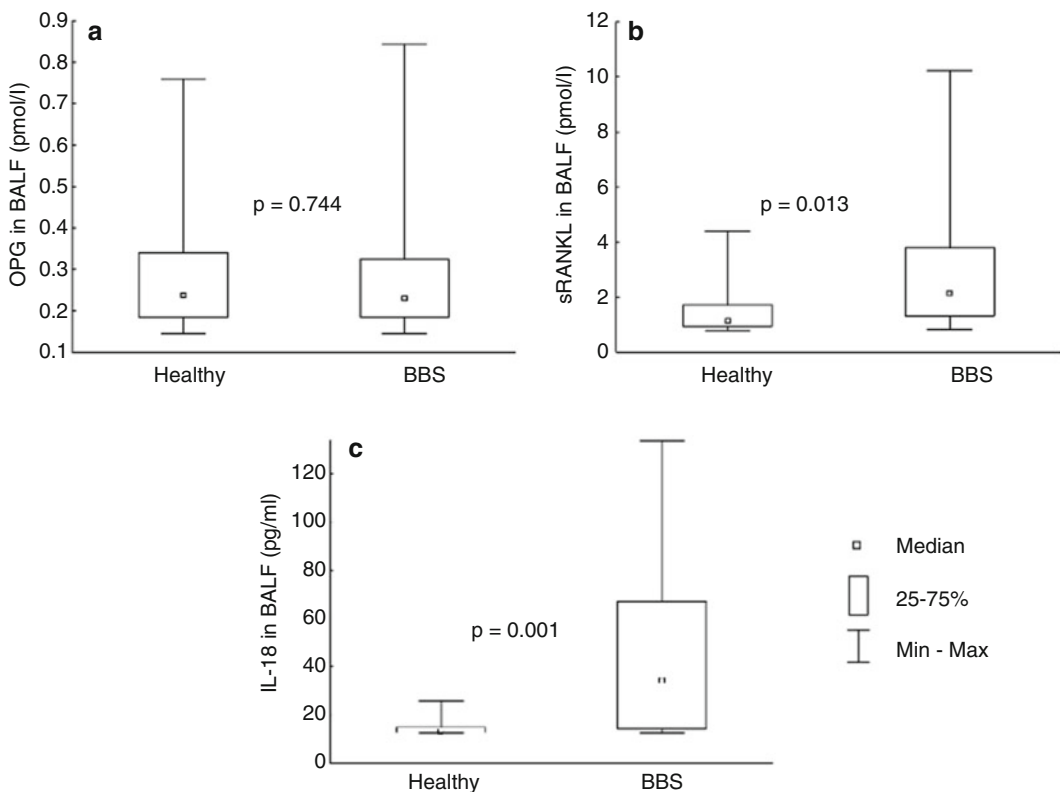 a
OPG in BALF (pmol/l)
0.9
0.8
0.7
0.6
0.5
0.4
0.3
0.2
0.1
p = 0.744
Healthy BBS
b
sRANKL in BALF (pmol/l)
12
10
8
6
4
2
0
p = 0.013
Healthy BBS
c
IL-18 in BALF (pg/ml)
120
100
80
60
40
20
0
p = 0.001
Healthy BBS
Median
25-75%
Min - Max